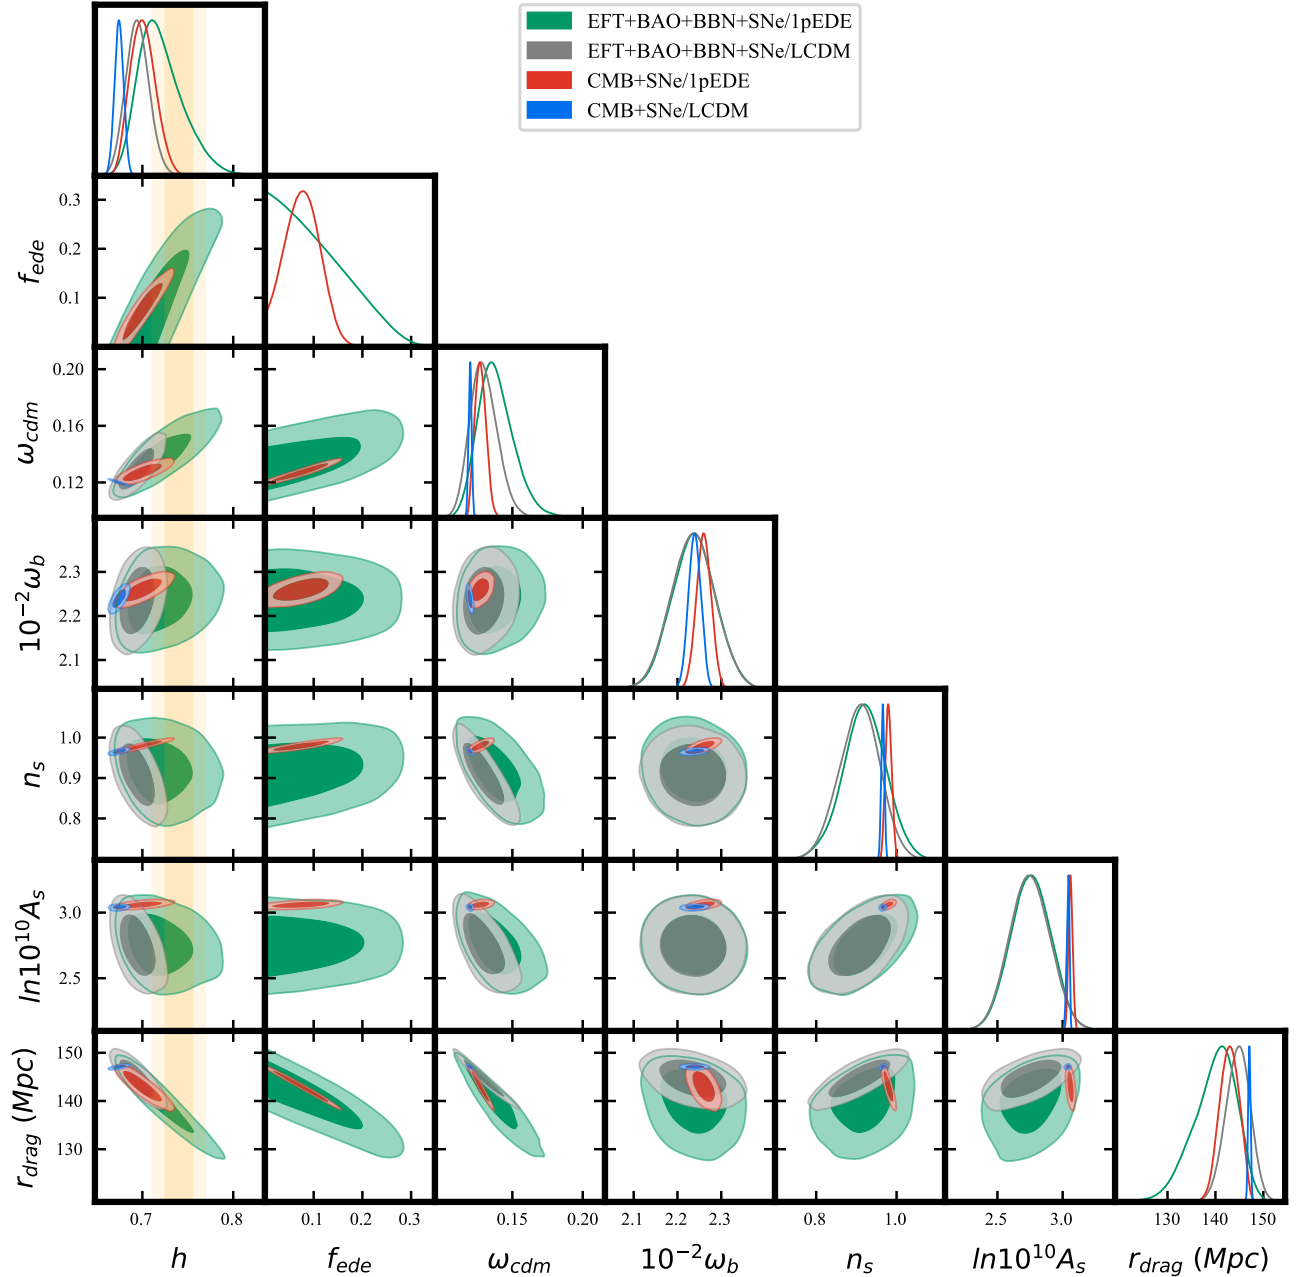 EFT+BAO+BBN+SNe/1pEDE
EFT+BAO+BBN+SNe/LCDM
CMB+SNe/1pEDE
CMB+SNe/LCDM
f_ede
0.3
0.2
0.1
ω_cdm
0.20
0.16
0.12
10⁻²ω_b
2.3
2.2
2.1
n_s
1.0
0.9
0.8
ln10¹⁰A_s
3.0
2.5
r_drag (Mpc)
150
140
130
0.7 0.8 0.1 0.2 0.3 0.15 0.20 2.1 2.2 2.3 0.8 1.0 2.5 3.0 130 140 150
h f_ede ω_cdm 10⁻²ω_b n_s ln10¹⁰A_s r_drag (Mpc)